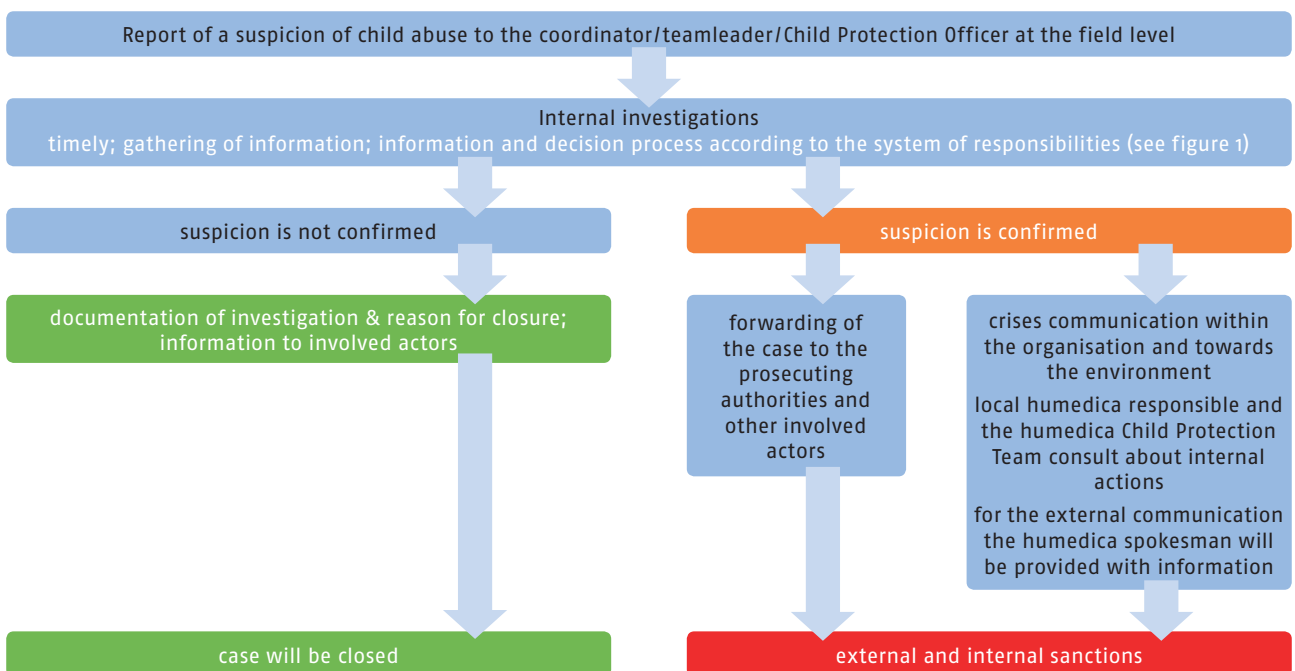 Report of a suspicion of child abuse to the coordinator/teamleader/Child Protection Officer at the field level
Internal investigations
timely; gathering of information; information and decision process according to the system of responsibilities (see figure 1)
suspicion is not confirmed
suspicion is confirmed
documentation of investigation & reason for closure;
information to involved actors
forwarding of
the case to the
prosecuting
authorities and
other involved
actors
crises communication within
the organisation and towards
the environment
local humedica responsible and
the humedica Child Protection
Team consult about internal
actions
for the external communication
the humedica spokesman will
be provided with information
case will be closed
external and internal sanctions